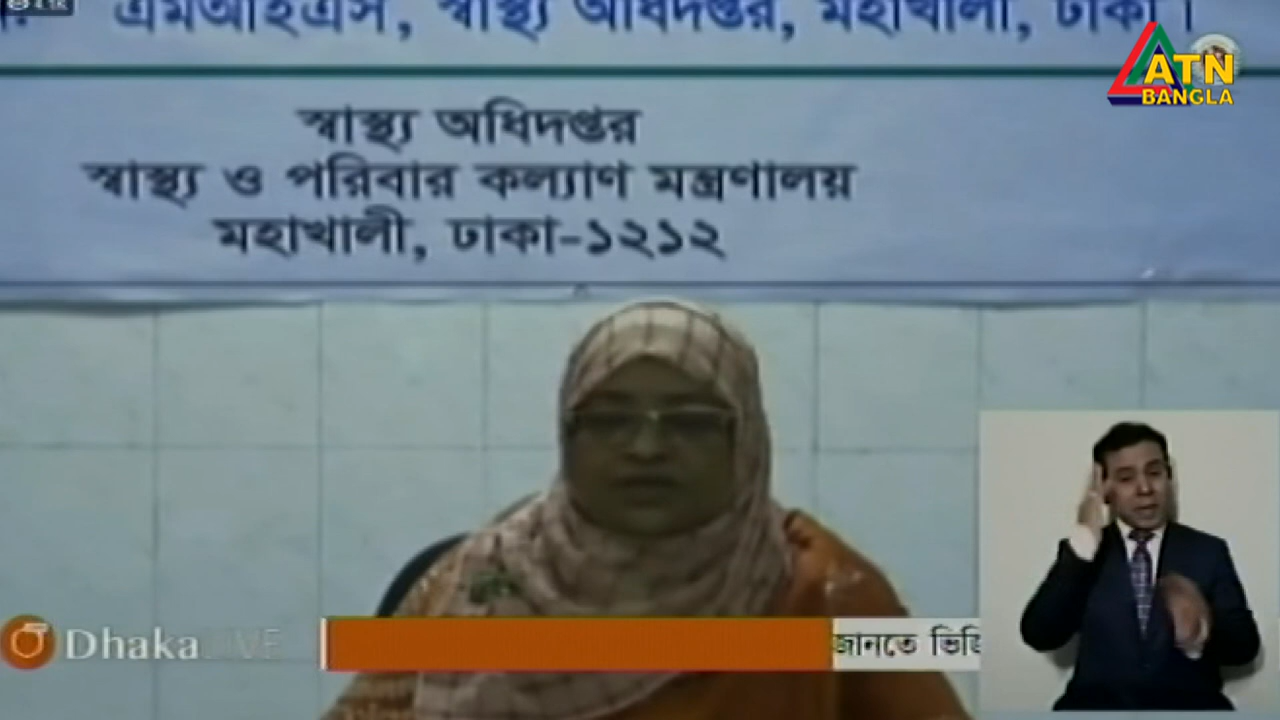 এমআইএস, স্বাস্থ্য অধিদপ্তর, মহাখালী, ঢাকা।
ATN
BANGLA
স্বাস্থ্য অধিদপ্তর
স্বাস্থ্য ও পরিবার কল্যাণ মন্ত্রণালয়
মহাখালী, ঢাকা-১২১২
Dhaka LIVE
জানতে